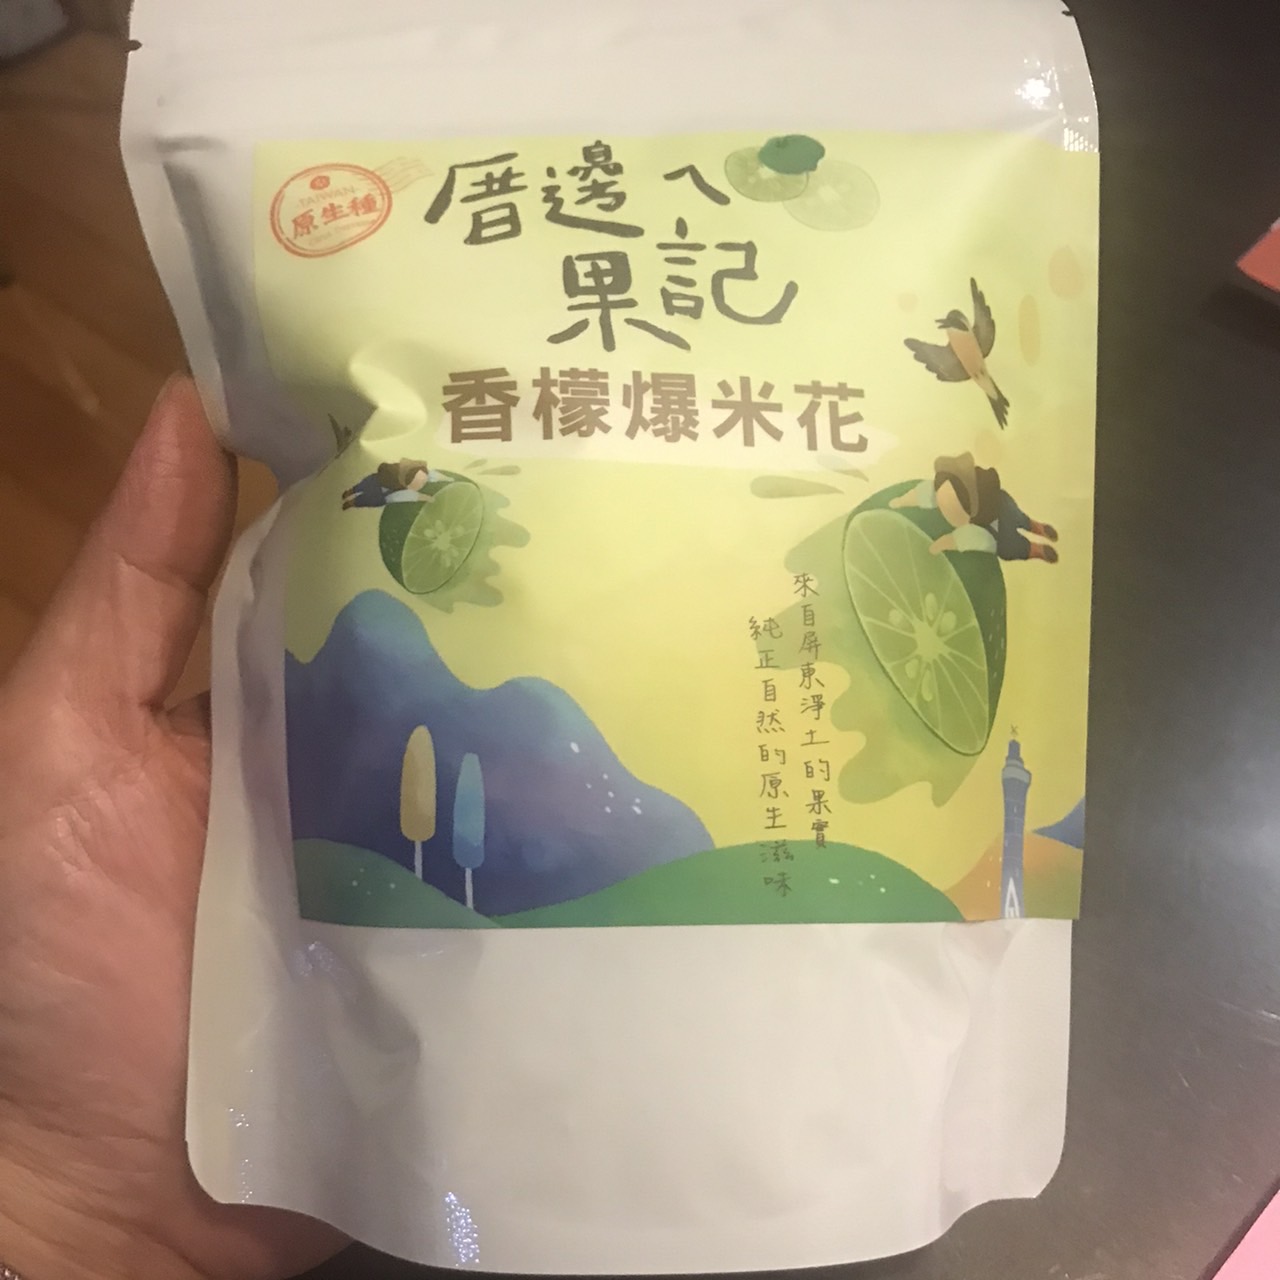 TAIWAN
原生種
厝邊ㄟ
果記
香檬爆米花
來自屏東淨土的果實
純正自然的原生滋味